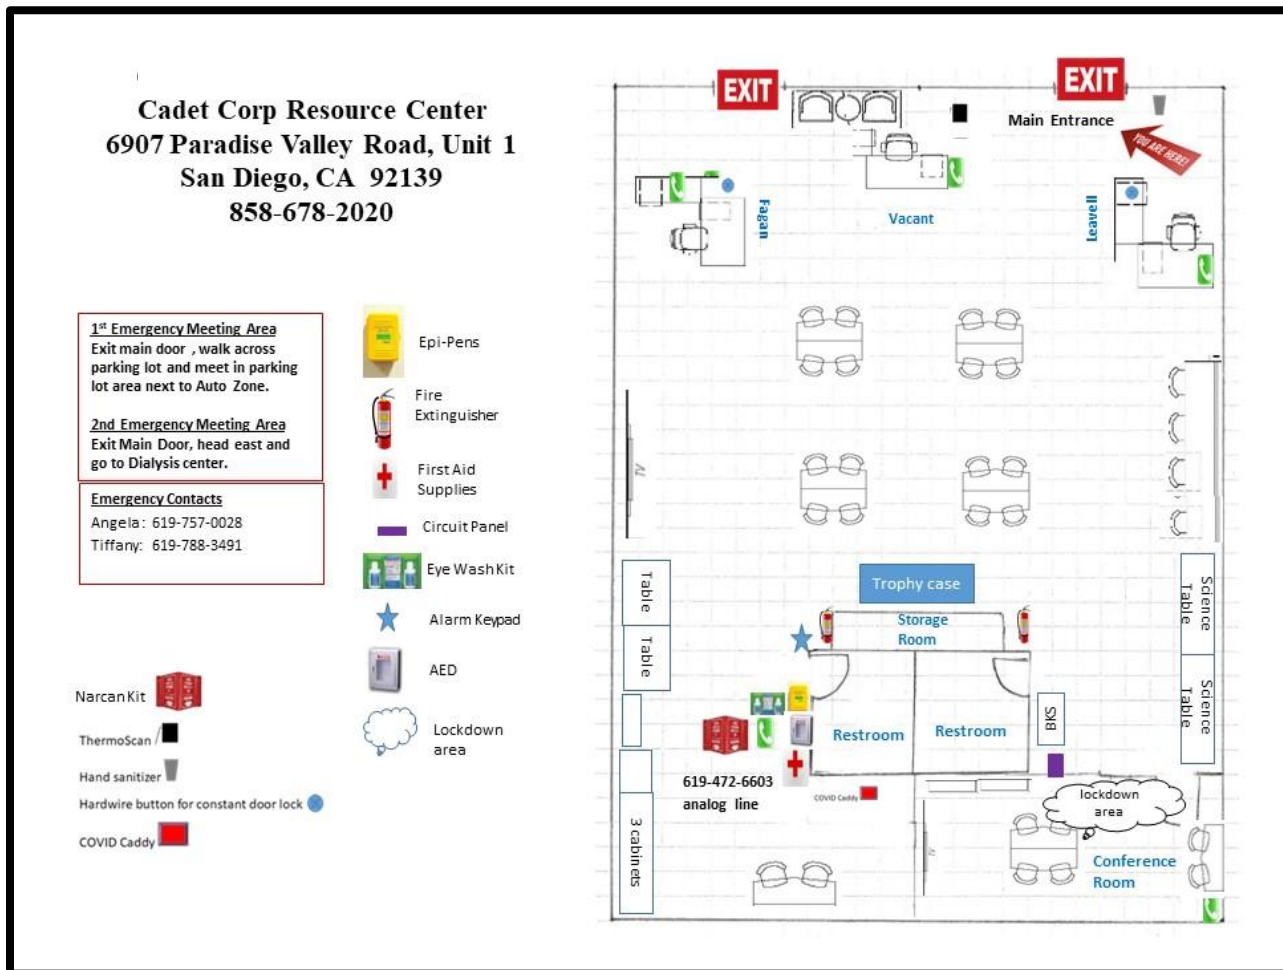 Cadet Corp Resource Center
6907 Paradise Valley Road, Unit 1
San Diego, CA 92139
858-678-2020
1st Emergency Meeting Area
Exit main door , walk across
parking lot and meet in parking
lot area next to Auto Zone.
2nd Emergency Meeting Area
Exit Main Door, head east and
go to Dialysis center.
Emergency Contacts
Angela: 619-757-0028
Tiffany: 619-788-3491
Epi-Pens
Fire
Extinguisher
First Aid
Supplies
Circuit Panel
Eye Wash Kit
Alarm Keypad
AED
Lockdown
area
Narcan Kit
ThermoScan /
Hand sanitizer
Hardwire button for constant door lock
COVID Caddy
EXIT
EXIT
Main Entrance
YOU ARE HERE!
Fagan
Vacant
Leavell
TV
Table
Table
Trophy case
Storage
Room
Science
Table
Science
Table
Restroom
Restroom
BKS
619-472-6603
analog line
COVID Caddy
3 cabinets
lockdown
area
TV
Conference
Room